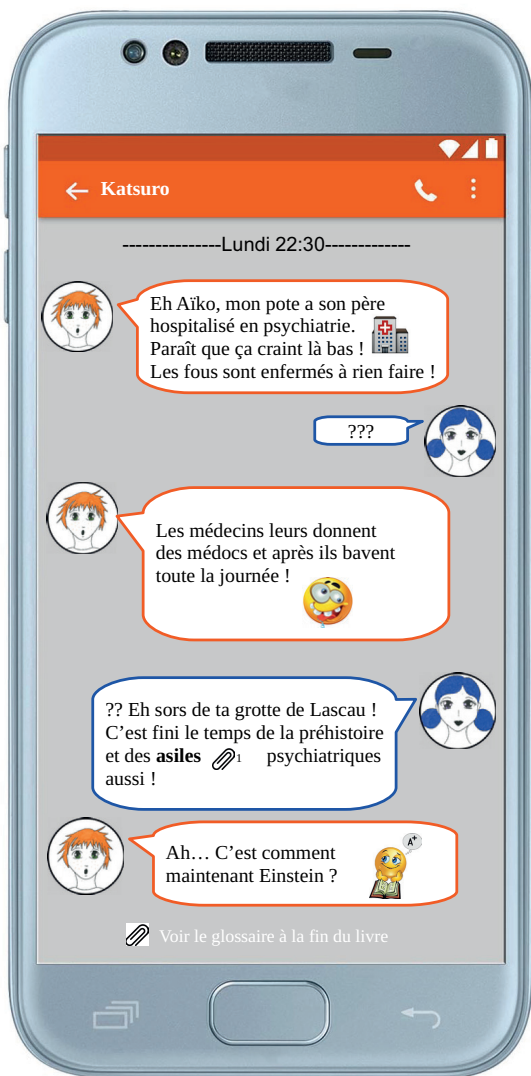 Katsuro
---------------Lundi 22:30-------------
Eh Aïko, mon pote a son père
hospitalisé en psychiatrie.
Paraît que ça craint là bas !
Les fous sont enfermés à rien faire !
???
Les médecins leurs donnent
des médocs et après ils bavent
toute la journée !
?? Eh sors de ta grotte de Lascau !
C’est fini le temps de la préhistoire
et des asiles 1 psychiatriques
aussi !
A+
Ah… C’est comment
maintenant Einstein ?
Voir le glossaire à la fin du livre